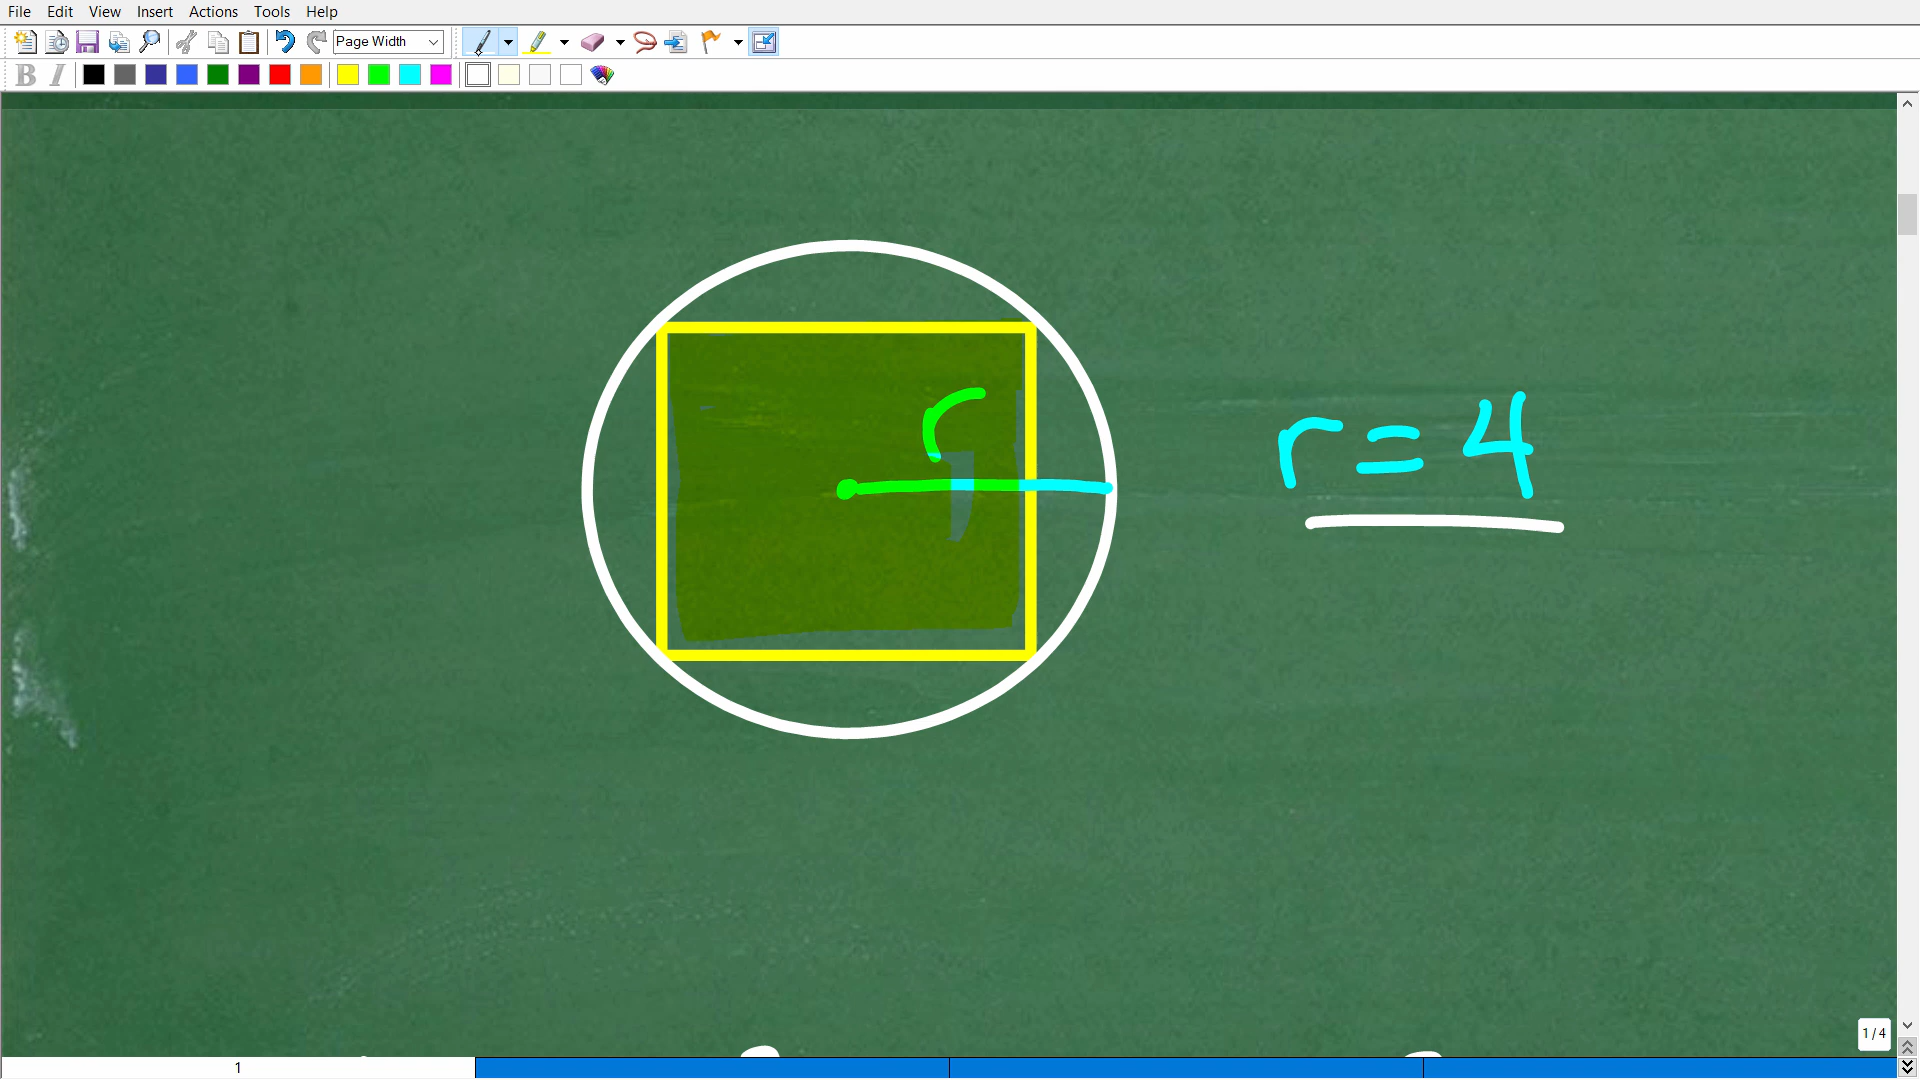 File Edit View Insert Actions Tools Help
Page Width
B I
r
r = 4
1 / 4
1